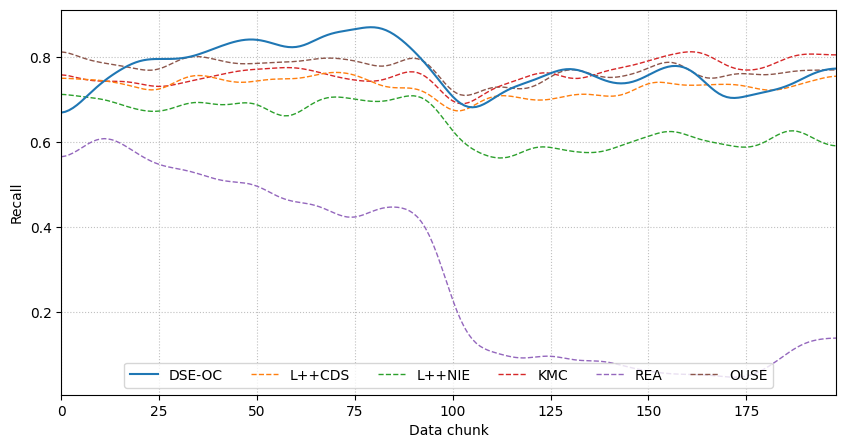 Recall
0.8
0.6
0.4
0.2
DSE-OC L++CDS L++NIE KMC REA OUSE
0 25 50 75 100 125 150 175
Data chunk